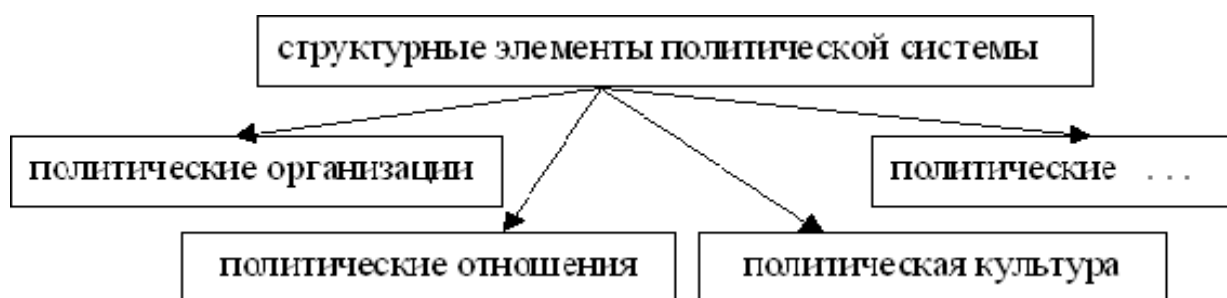 структурные элементы политической системы
политические организации
политические . . .
политические отношения
политическая культура